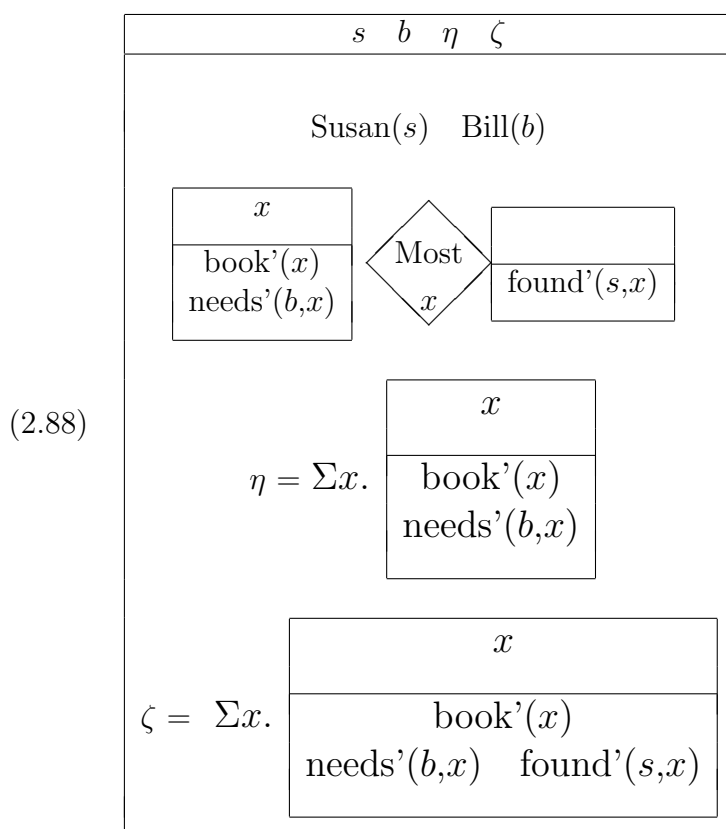 s b η ζ
Susan(s) Bill(b)
x
book’(x)
needs’(b,x)
Most
x
found’(s,x)
(2.88)
x
η = Σx. book’(x)
needs’(b,x)
x
ζ = Σx. book’(x)
needs’(b,x) found’(s,x)